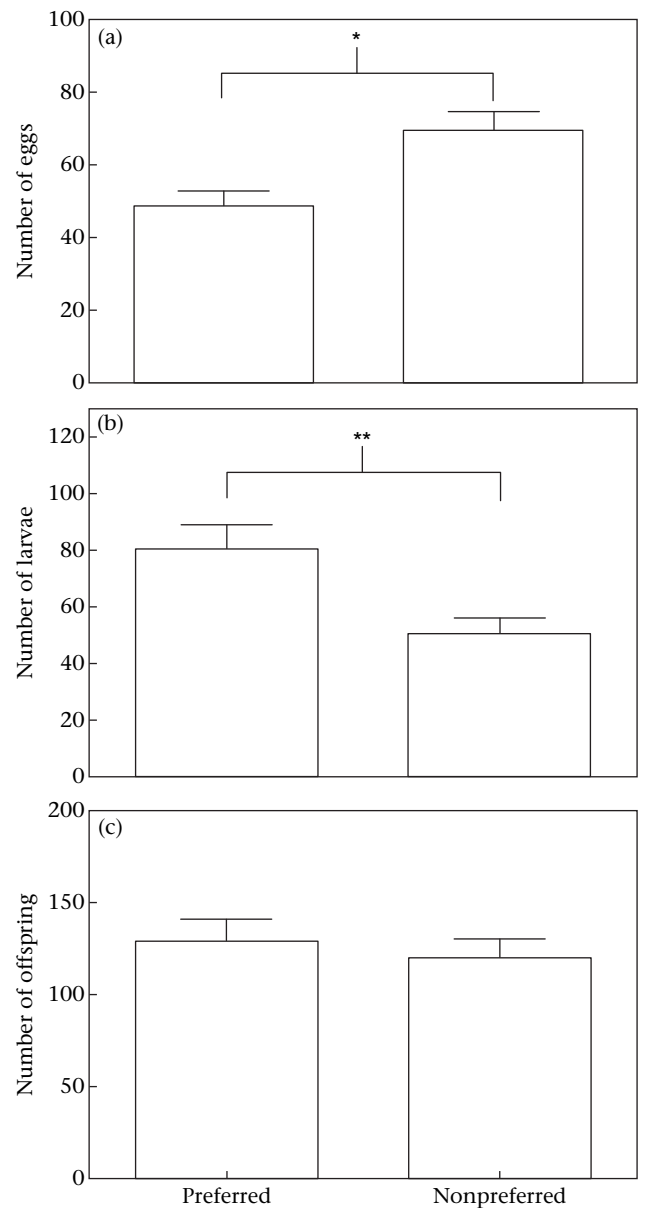 100
(a)
*
80
60
40
20
0
Number of eggs
120
(b)
**
100
80
60
40
20
0
Number of larvae
200
(c)
150
100
50
0
Number of offspring
Preferred Nonpreferred